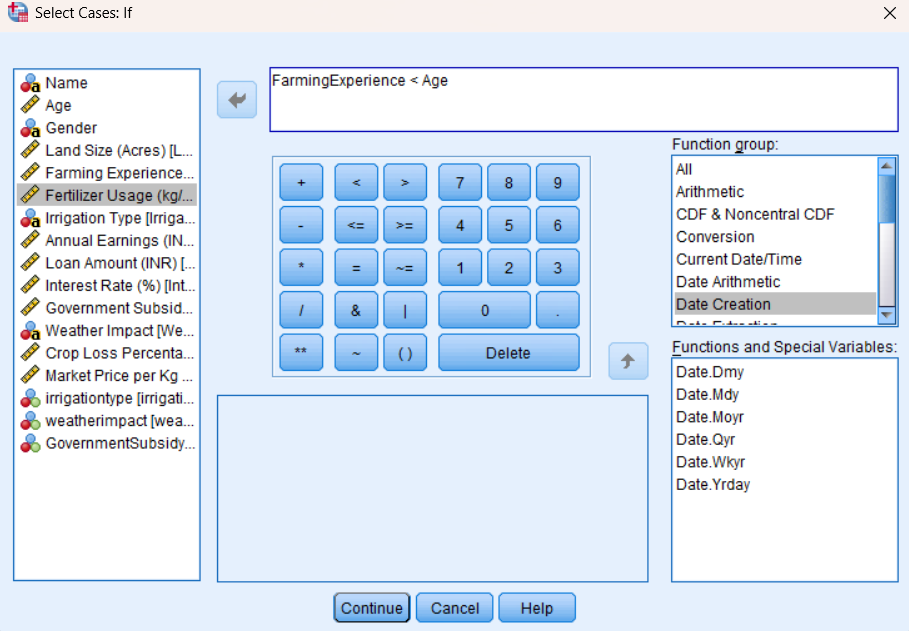 Select Cases: If
Name
Age
Gender
Land Size (Acres) [L...
Farming Experience...
Fertilizer Usage (kg/...
Irrigation Type [Irriga...
Annual Earnings (IN...
Loan Amount (INR) [...
Interest Rate (%) [Int...
Government Subsid...
Weather Impact [We...
Crop Loss Percenta...
Market Price per Kg ...
irrigationtype [irrigati...
weatherimpact [wea...
GovernmentSubsidy...
FarmingExperience < Age
+ < > 7 8 9
- <= >= 4 5 6
* = ~= 1 2 3
/ & | 0 .
** ~ ( ) Delete
Function group:
All
Arithmetic
CDF & Noncentral CDF
Conversion
Current Date/Time
Date Arithmetic
Date Creation
Date Extraction
Functions and Special Variables:
Date.Dmy
Date.Mdy
Date.Moyr
Date.Qyr
Date.Wkyr
Date.Yrday
Continue Cancel Help